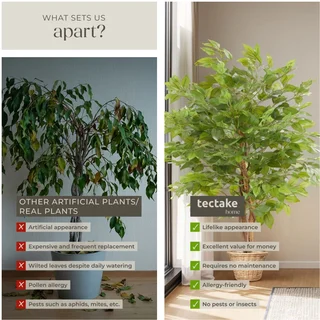 WHAT SETS US
apart?
OTHER ARTIFICIAL PLANTS/
REAL PLANTS
Artificial appearance
Expensive and frequent replacement
Wilted leaves despite daily watering
Pollen allergy
Pests such as aphids, mites, etc.
tectake
home
Lifelike appearance
Excellent value for money
Requires no maintenance
Allergy-friendly
No pests or insects